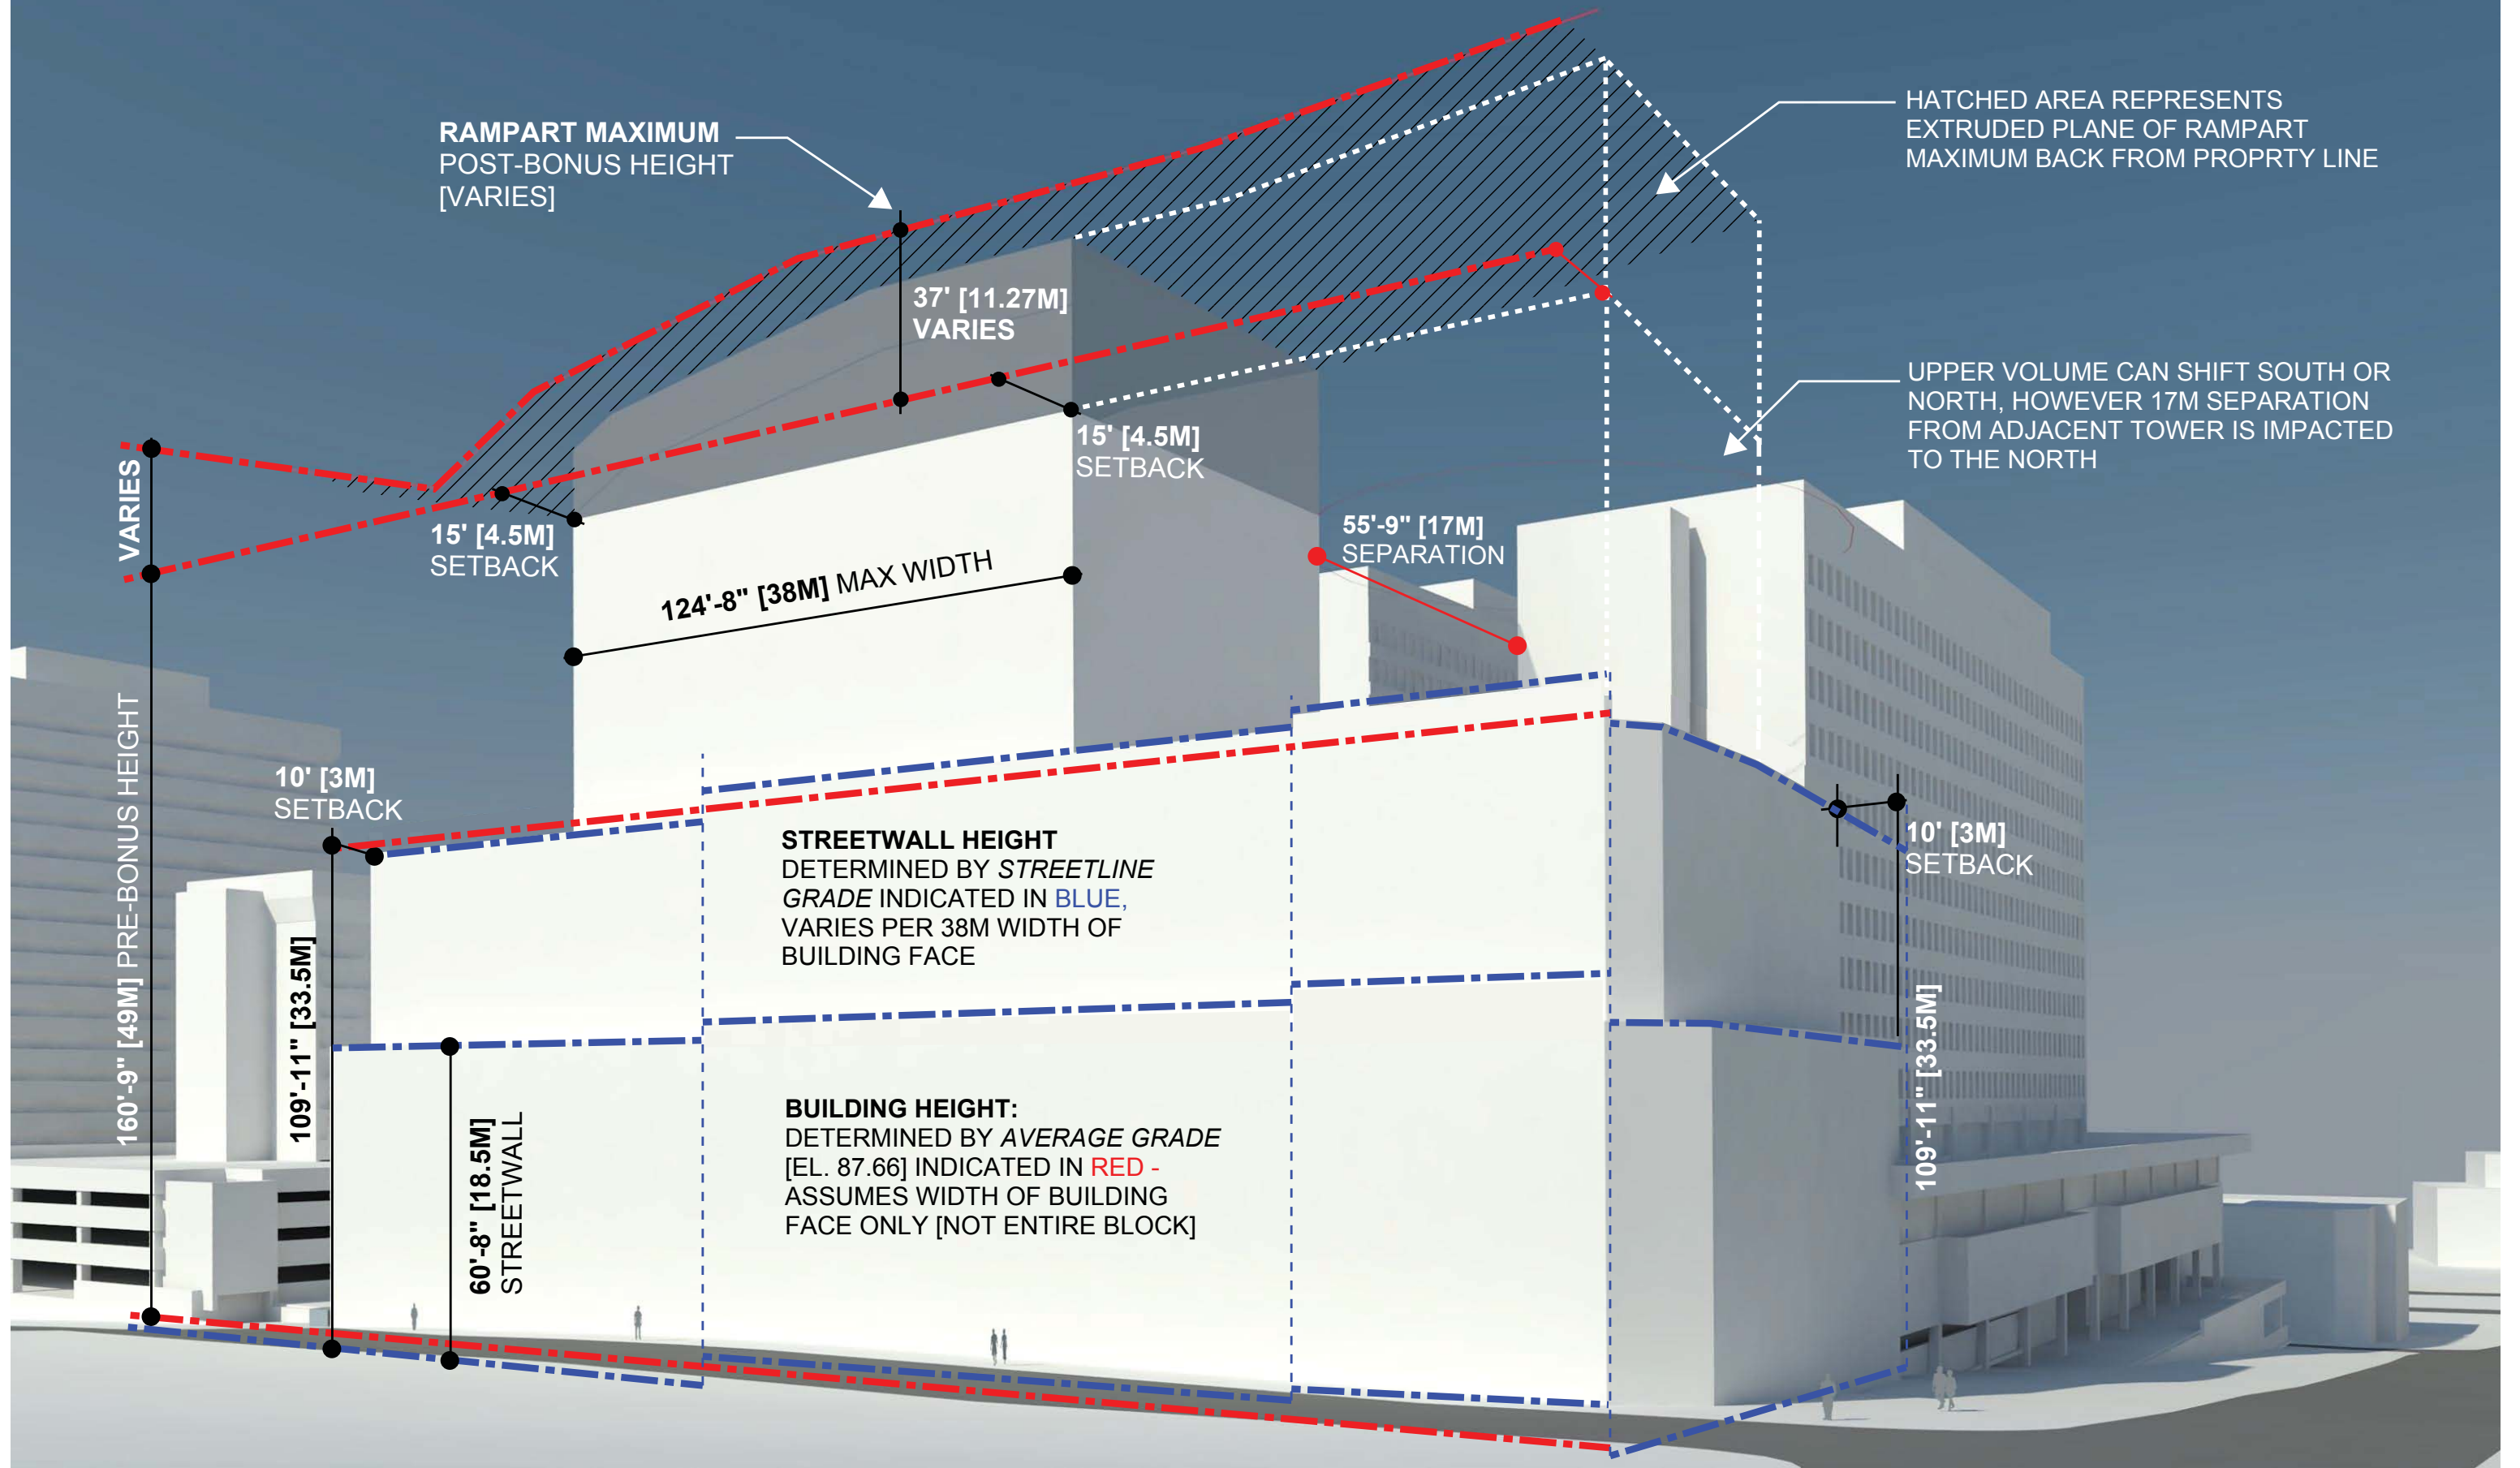 RAMPART MAXIMUM
POST-BONUS HEIGHT
[VARIES]
HATCHED AREA REPRESENTS
EXTRUDED PLANE OF RAMPART
MAXIMUM BACK FROM PROPRTY LINE
37' [11.27M]
VARIES
UPPER VOLUME CAN SHIFT SOUTH OR
NORTH, HOWEVER 17M SEPARATION
FROM ADJACENT TOWER IS IMPACTED
TO THE NORTH
15' [4.5M]
SETBACK
VARIES
15' [4.5M]
SETBACK
55'-9" [17M]
SEPARATION
124'-8" [38M] MAX WIDTH
160'-9" [49M] PRE-BONUS HEIGHT
10' [3M]
SETBACK
10' [3M]
SETBACK
STREETWALL HEIGHT
DETERMINED BY STREETLINE
GRADE INDICATED IN BLUE,
VARIES PER 38M WIDTH OF
BUILDING FACE
109'-11" [33.5M]
109'-11" [33.5M]
60'-8" [18.5M]
STREETWALL
BUILDING HEIGHT:
DETERMINED BY AVERAGE GRADE
[EL. 87.66] INDICATED IN RED -
ASSUMES WIDTH OF BUILDING
FACE ONLY [NOT ENTIRE BLOCK]